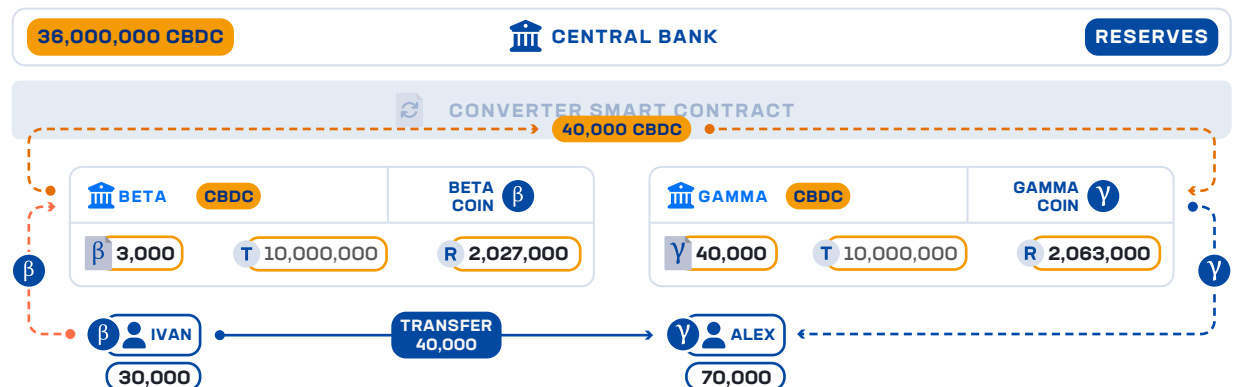 36,000,000 CBDC
CENTRAL BANK
RESERVES
CONVERTER SMART CONTRACT
40,000 CBDC
BETA
CBDC
BETA
COIN
β
GAMMA
CBDC
GAMMA
COIN
γ
β 3,000
T 10,000,000
R 2,027,000
γ 40,000
T 10,000,000
R 2,063,000
β
γ
β IVAN
TRANSFER
40,000
γ ALEX
30,000
70,000